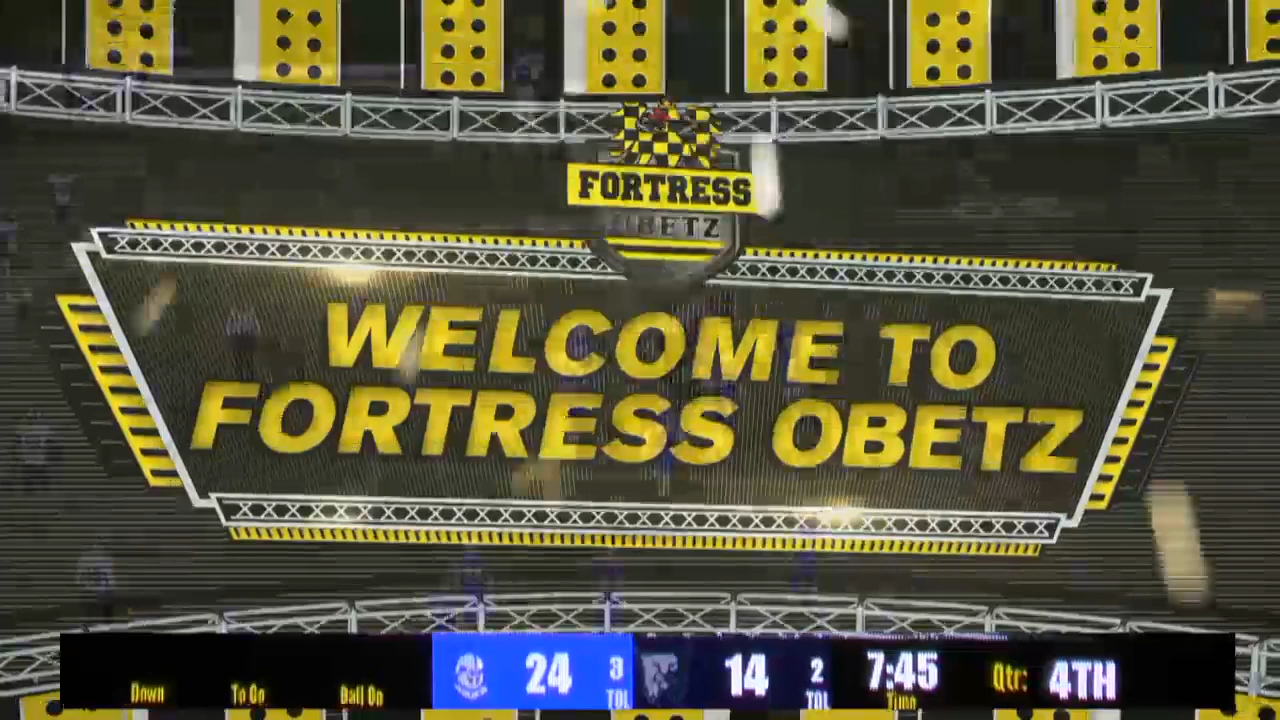 FORTRESS
OBETZ
WELCOME TO
FORTRESS OBETZ
Down
To Go
Ball On
24
3
TOL
14
2
TOL
7:45
Time
Qtr: 4TH